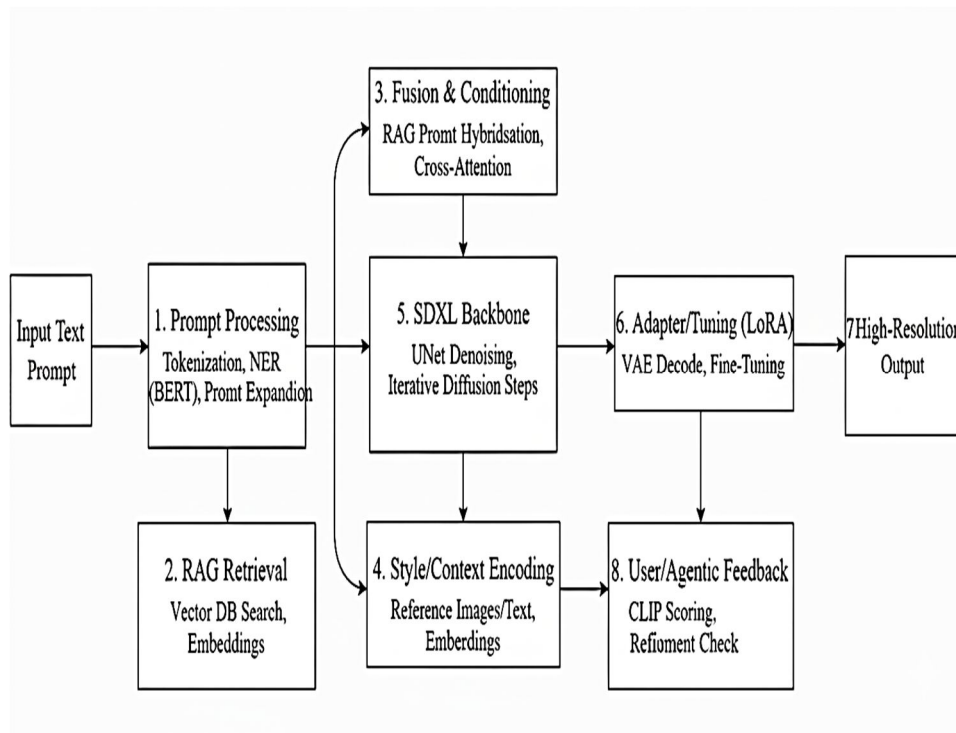 Input Text
Prompt
1. Prompt Processing
Tokenization, NER
(BERT), Promt Expandion
2. RAG Retrieval
Vector DB Search,
Embeddings
3. Fusion & Conditioning
RAG Promt Hybridsation,
Cross-Attention
5. SDXL Backbone
UNet Denoising,
Iterative Diffusion Steps
4. Style/Context Encoding
Reference Images/Text,
Emberdings
6. Adapter/Tuning (LoRA)
VAE Decode, Fine-Tuning
8. User/Agentic Feedback
CLIP Scoring,
Refioment Check
7High-Resolution
Output